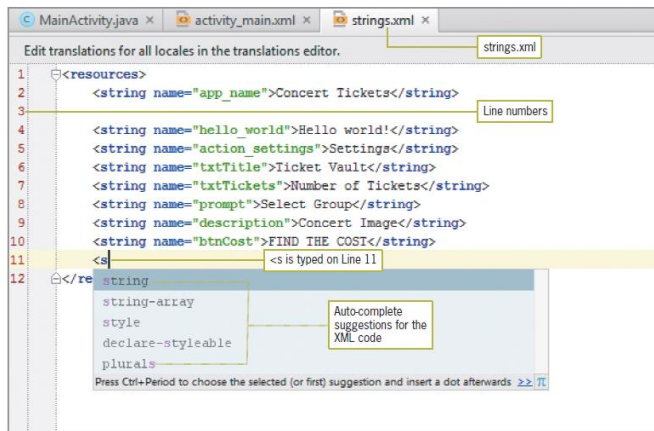 MainActivity.java × activity_main.xml × strings.xml ×
Edit translations for all locales in the translations editor.
strings.xml
1 <resources>
2 <string name="app_name">Concert Tickets</string>
3
Line numbers
4 <string name="hello_world">Hello world!</string>
5 <string name="action_settings">Settings</string>
6 <string name="txtTitle">Ticket Vault</string>
7 <string name="txtTickets">Number of Tickets</string>
8 <string name="prompt">Select Group</string>
9 <string name="description">Concert Image</string>
10 <string name="btnCost">FIND THE COST</string>
11 <s
<s is typed on Line 11
12 </re
string
string-array
style
declare-styleable
plurals
Auto-complete
suggestions for the
XML code
Press Ctrl+Period to choose the selected (or first) suggestion and insert a dot afterwards >> π